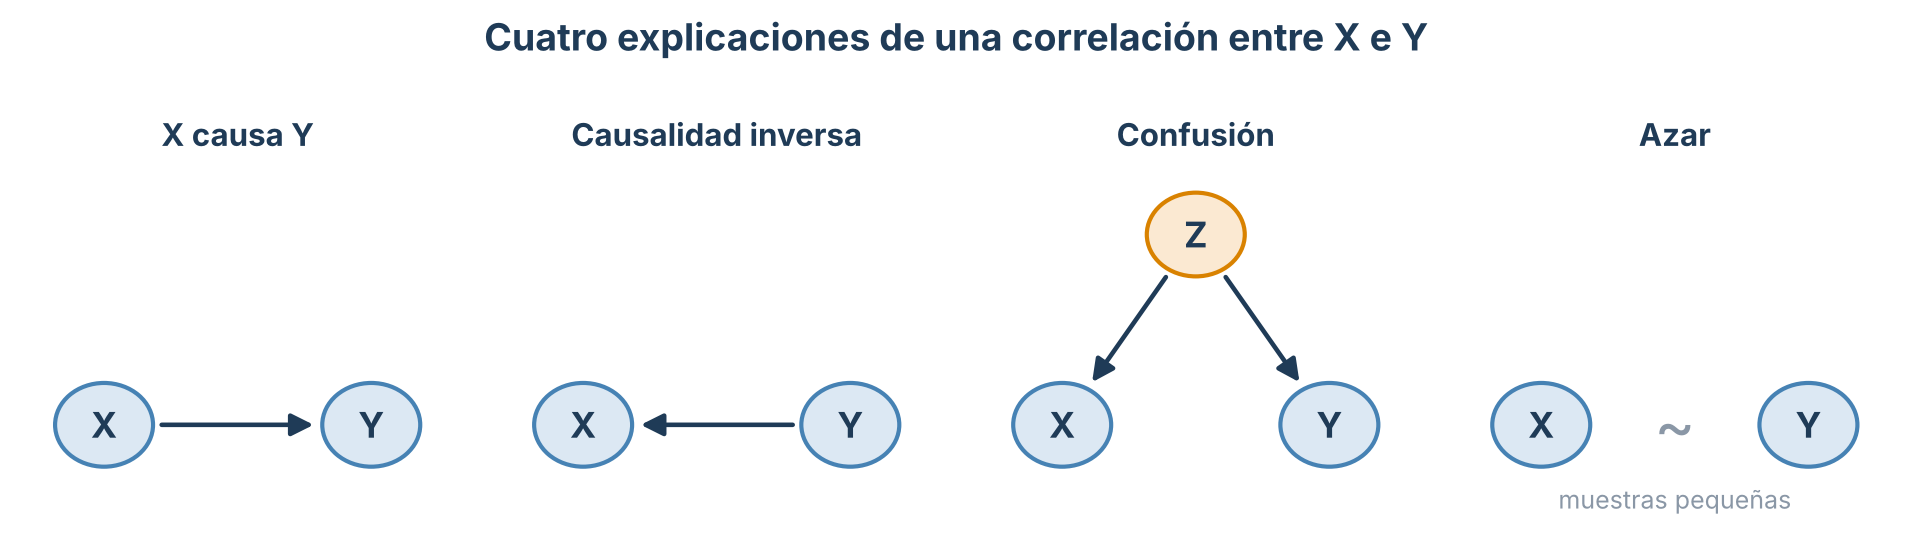 Cuatro explicaciones de una correlación entre X e Y
X causa Y
Causalidad inversa
Confusión
Azar
Z
X
Y
X
Y
X
Y
X
~
Y
muestras pequeñas